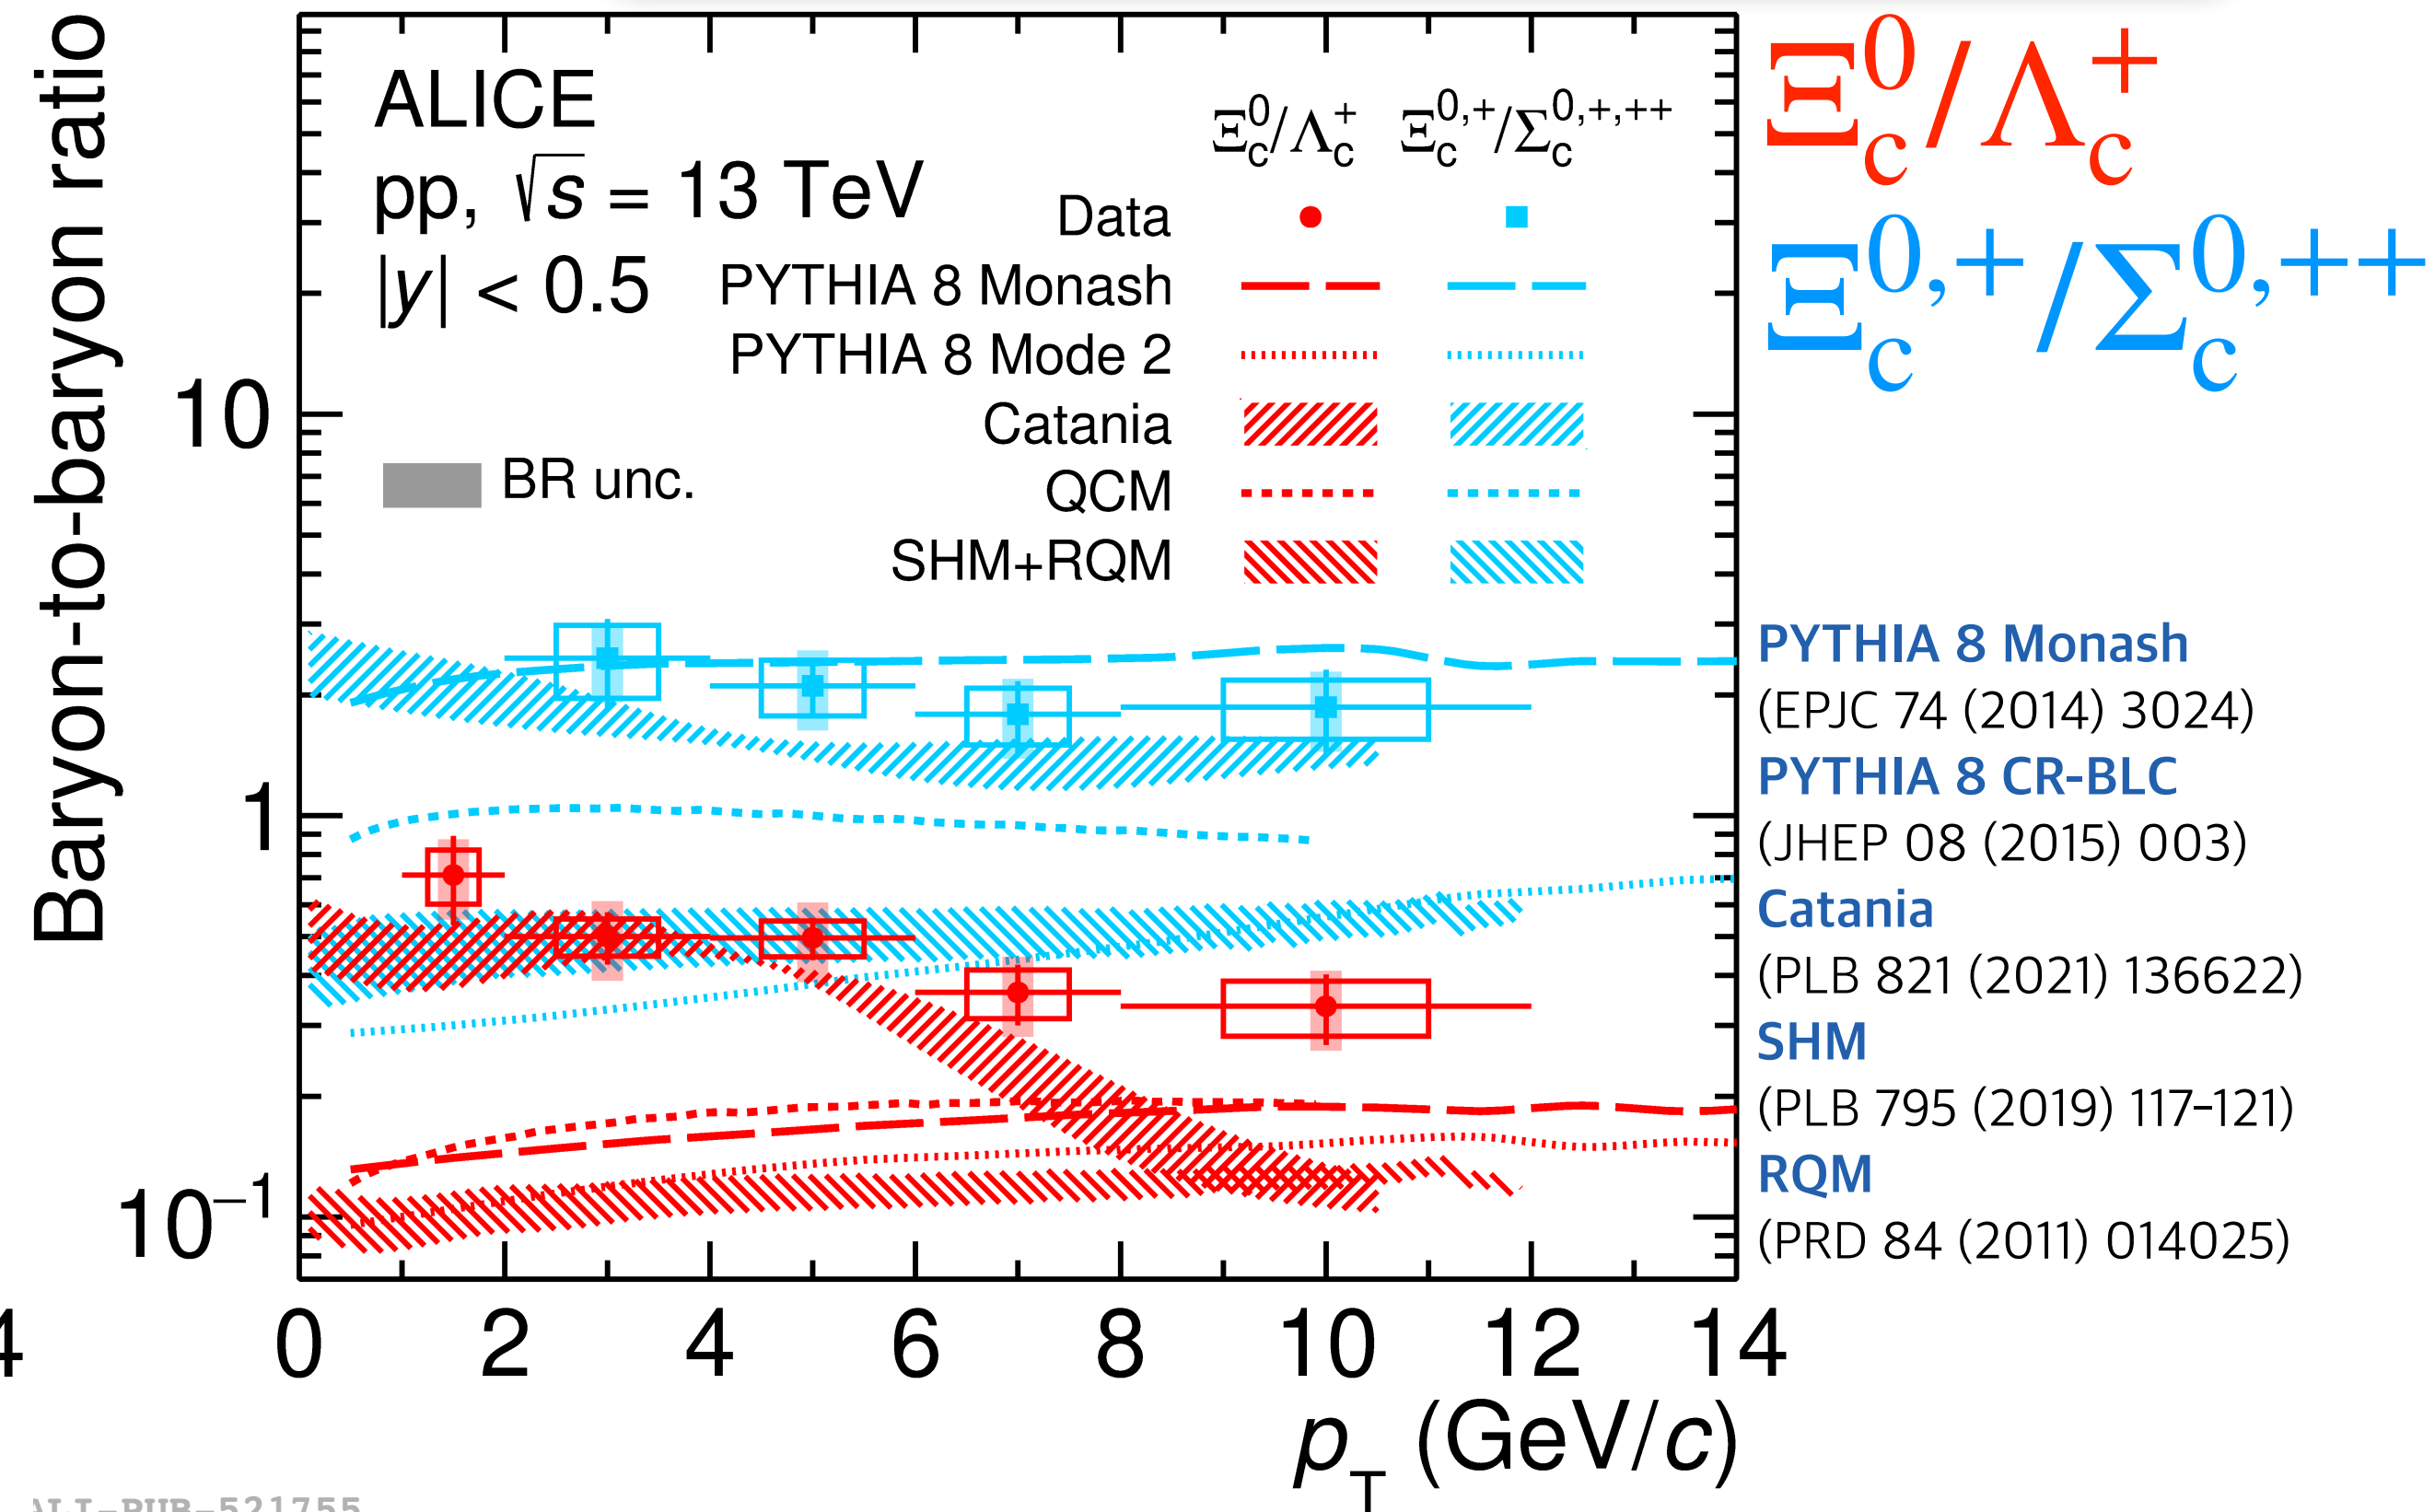 Baryon-to-baryon ratio
ALICE
pp, √s = 13 TeV
|y| < 0.5
Ξc0/Λc+ Ξc0,+/Σc0,+,++
Data
PYTHIA 8 Monash
PYTHIA 8 Mode 2
Catania
QCM
SHM+RQM
BR unc.
10
1
10−1
4 0 2 4 6 8 10 12 14
pT (GeV/c)
Ξc0/Λc+
Ξc0,+/Σc0,+,++
PYTHIA 8 Monash
(EPJC 74 (2014) 3024)
PYTHIA 8 CR-BLC
(JHEP 08 (2015) 003)
Catania
(PLB 821 (2021) 136622)
SHM
(PLB 795 (2019) 117-121)
RQM
(PRD 84 (2011) 014025)
ALI-PUB-521755